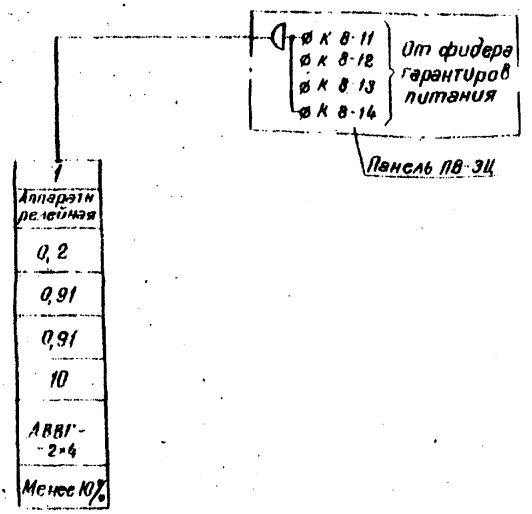 ø К 8-11
ø К 8-12
ø К 8-13
ø К 8-14
От фидера
гарантиров
питания
Панель ПВ-ЭЦ
1
Аппаратн
релейная
0,2
0,91
0,91
10
АВВГ-
-2×4
Менее 10%